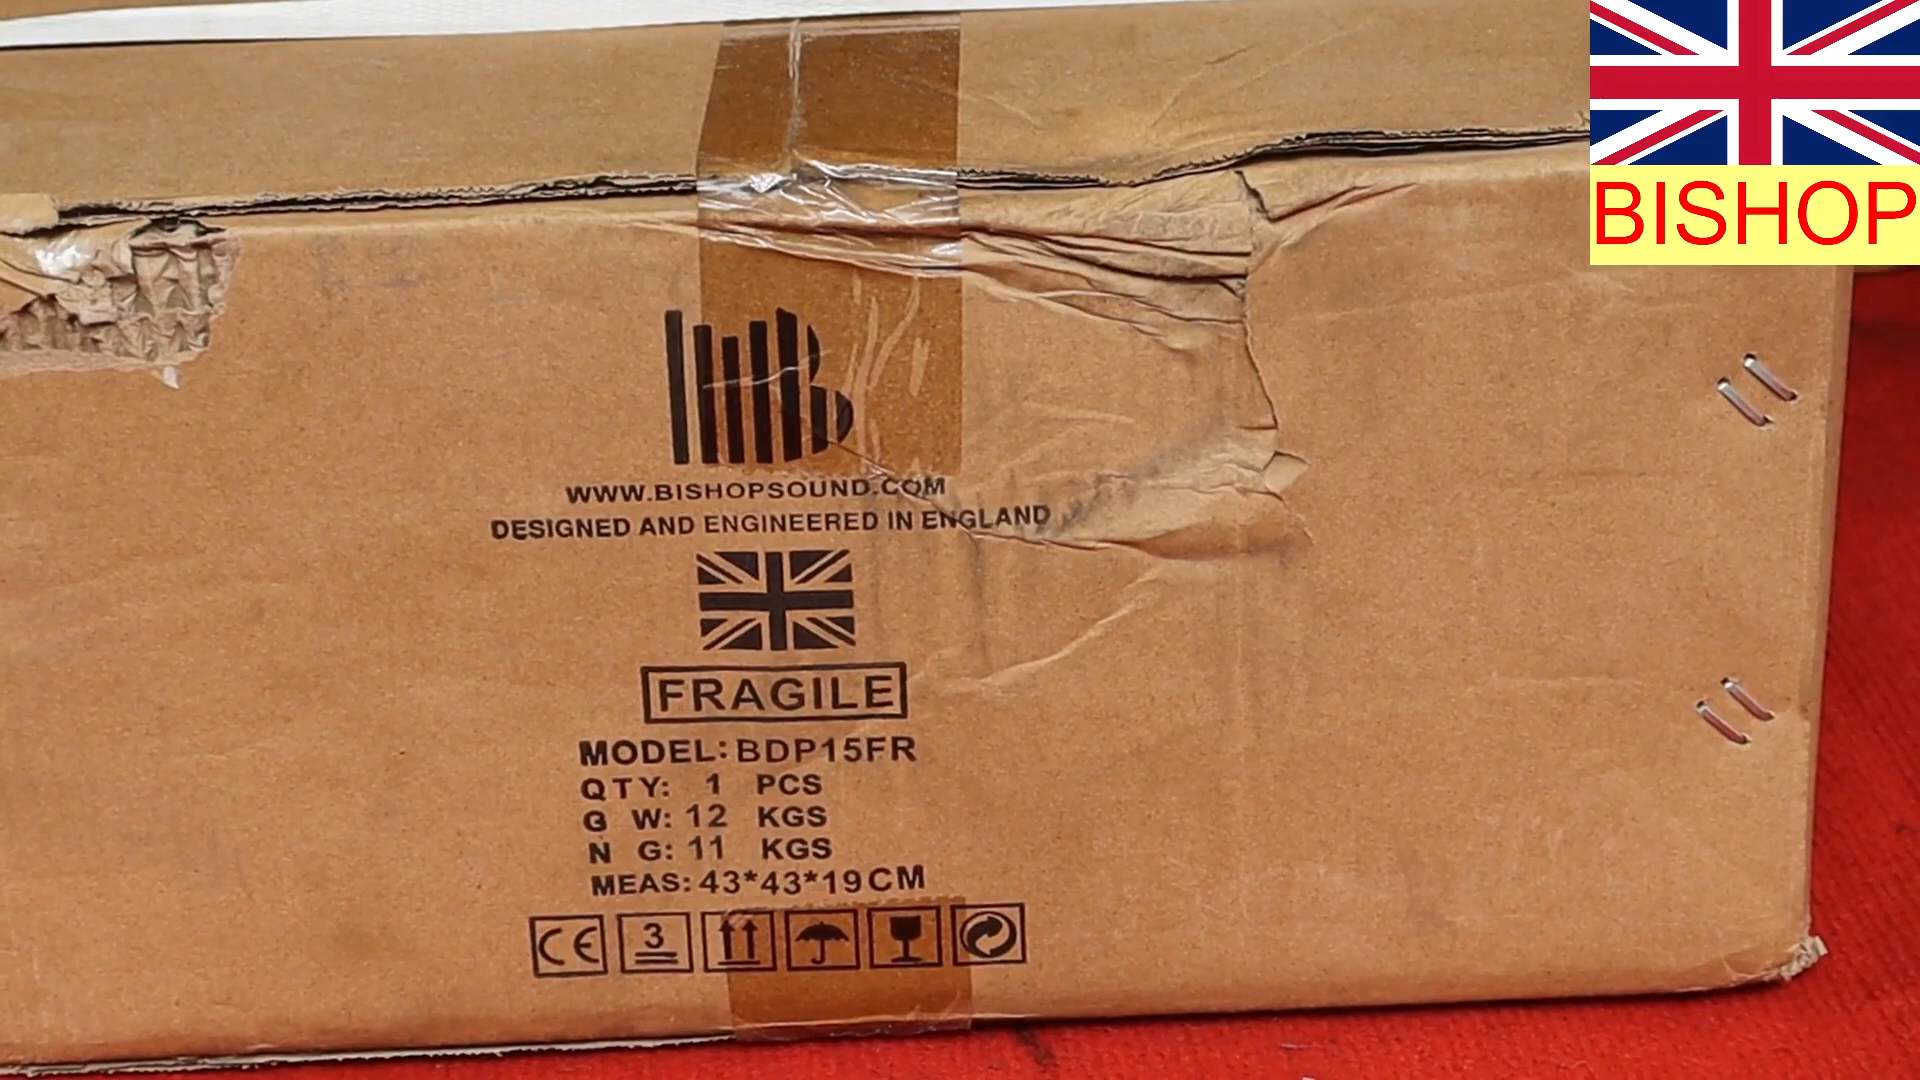 BISHOP
WWW.BISHOPSOUND.COM
DESIGNED AND ENGINEERED IN ENGLAND
FRAGILE
MODEL: BDP15FR
QTY: 1 PCS
G W: 12 KGS
N G: 11 KGS
MEAS: 43*43*19CM
CE 3